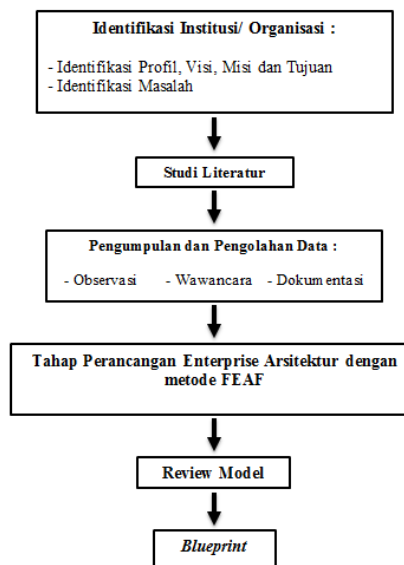 Identifikasi Institusi/ Organisasi :
- Identifikasi Profil, Visi, Misi dan Tujuan
- Identifikasi Masalah
Studi Literatur
Pengumpulan dan Pengolahan Data :
- Observasi - Wawancara - Dokumentasi
Tahap Perancangan Enterprise Arsitektur dengan
metode FEAF
Review Model
Blueprint